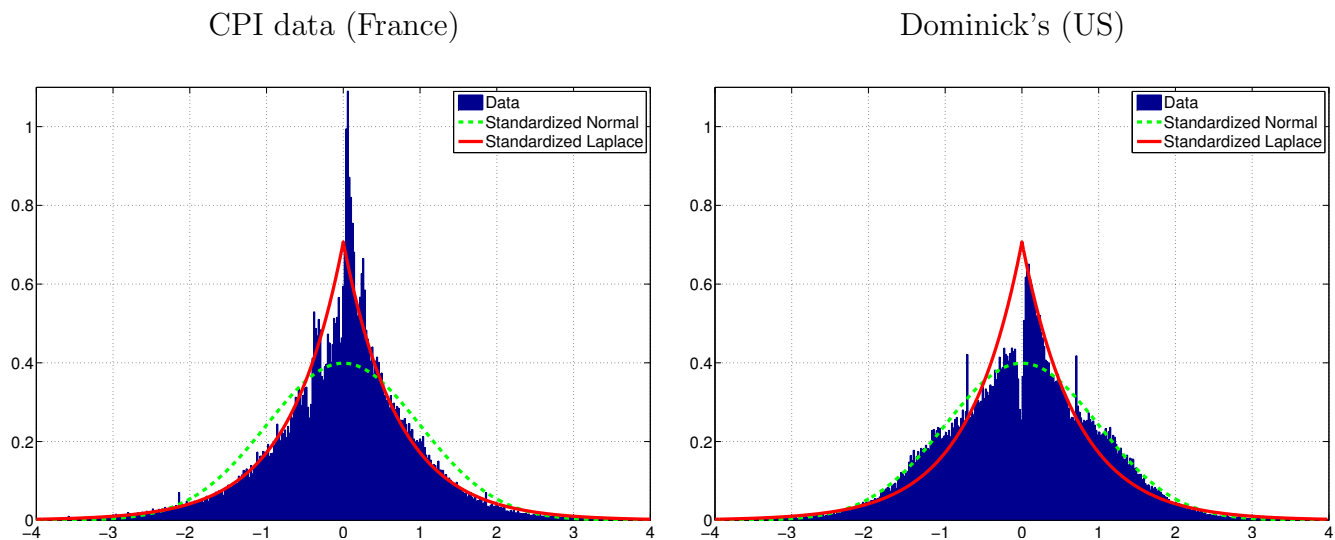 CPI data (France)
Data
Standardized Normal
Standardized Laplace
1
0.8
0.6
0.4
0.2
0
−4 −3 −2 −1 0 1 2 3 4
Dominick's (US)
Data
Standardized Normal
Standardized Laplace
1
0.8
0.6
0.4
0.2
0
−4 −3 −2 −1 0 1 2 3 4